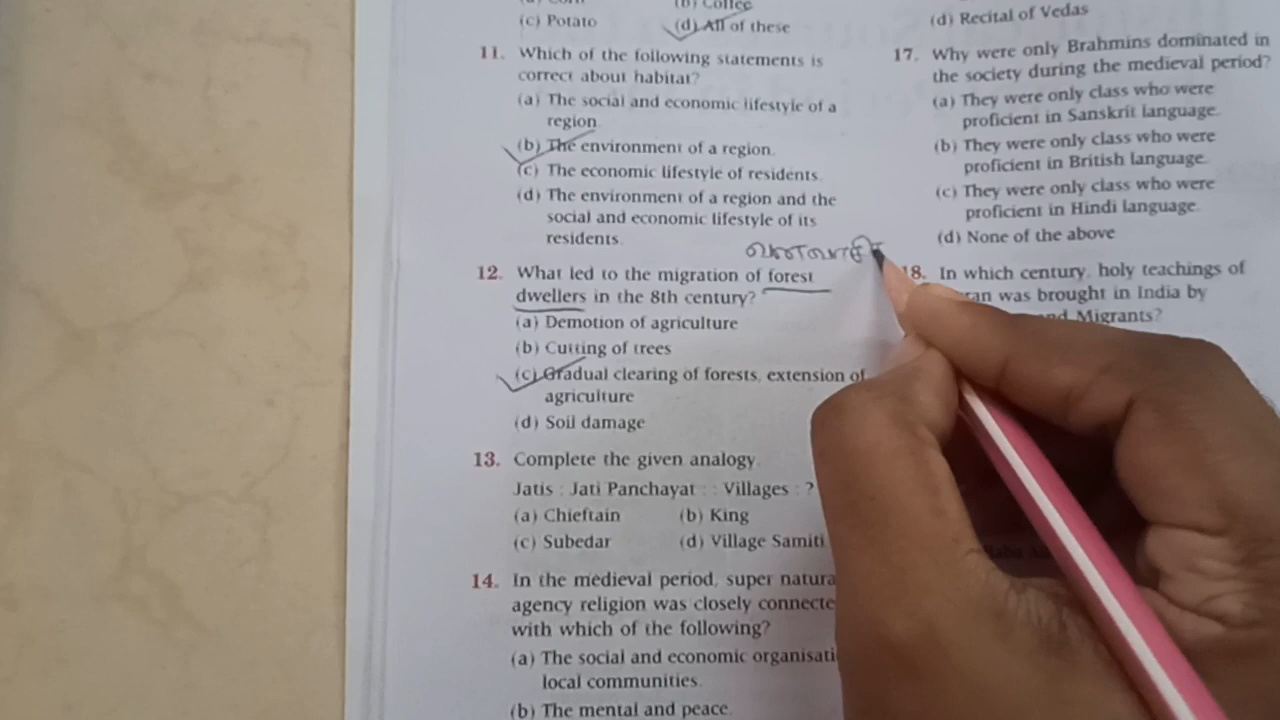 (b) Coffee
(c) Potato
(d) All of these
11. Which of the following statements is
correct about habitat?
(a) The social and economic lifestyle of a
region.
(b) The environment of a region.
(c) The economic lifestyle of residents.
(d) The environment of a region and the
social and economic lifestyle of its
residents.
12. What led to the migration of forest
dwellers in the 8th century?
(a) Demotion of agriculture
(b) Cutting of trees
(c) Gradual clearing of forests, extension of
agriculture
(d) Soil damage
13. Complete the given analogy.
Jatis : Jati Panchayat : : Villages : ?
(a) Chieftain
(b) King
(c) Subedar
(d) Village Samiti
14. In the medieval period, super natura
agency religion was closely connecte
with which of the following?
(a) The social and economic organisati
local communities.
(b) The mental and peace.
(d) Recital of Vedas
17. Why were only Brahmins dominated in
the society during the medieval period?
(a) They were only class who were
proficient in Sanskrit language.
(b) They were only class who were
proficient in British language.
(c) They were only class who were
proficient in Hindi language.
(d) None of the above
18. In which century, holy teachings of
was brought in India by
Migrants?